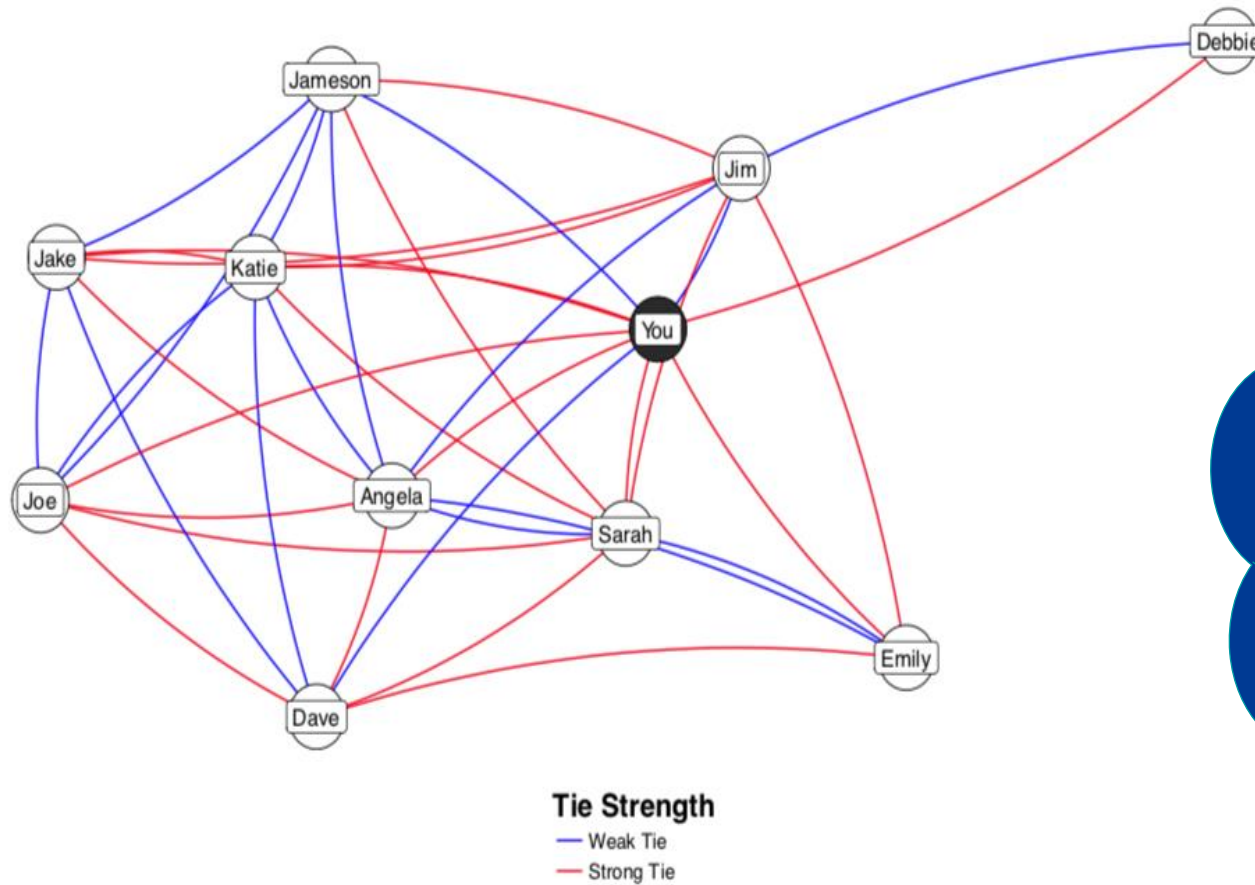 Debbie
Jameson
Jim
Jake
Katie
You
Joe
Angela
Sarah
Emily
Dave
Tie Strength
Weak Tie
Strong Tie